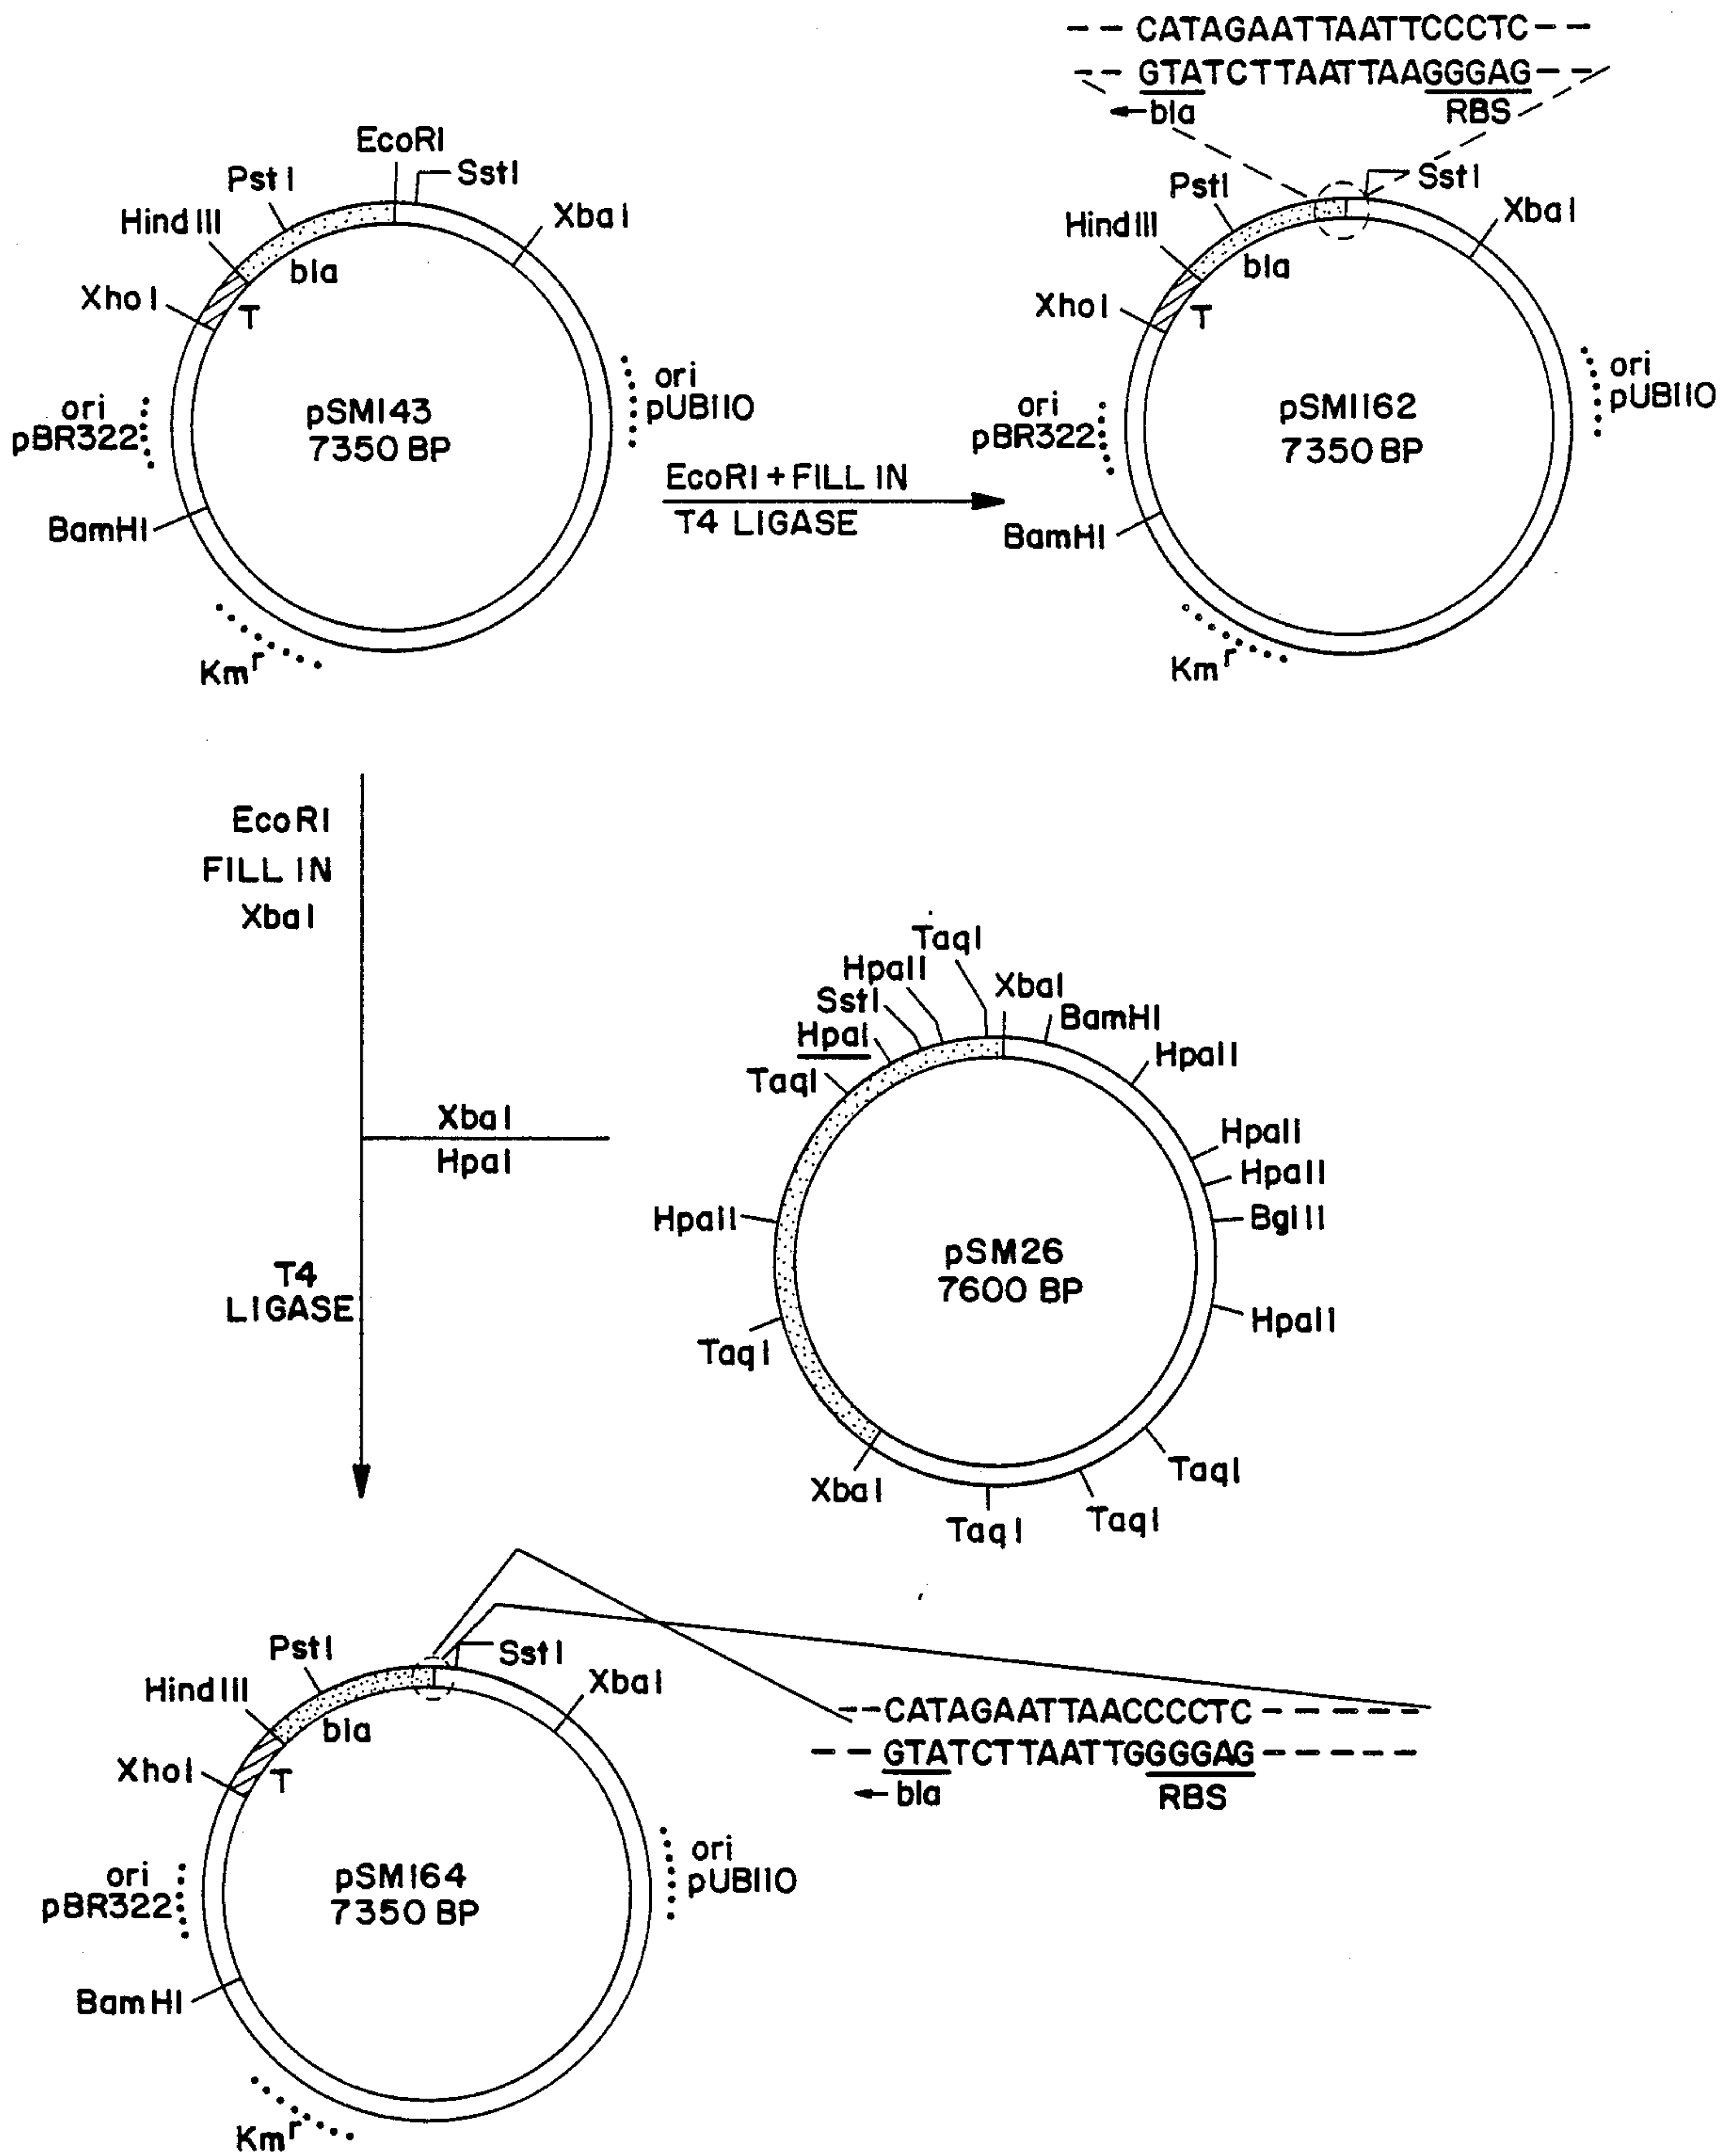 -- CATAGAATTAATTCCCTC--
-- GTATCTTAATTAAGGGAG--
←bla
RBS
EcoRI
SstI
PstI
HindIII
XbaI
bla
XhoI
T
ori
pUB110
ori
pBR322
pSM143
7350 BP
BamHI
Kmr
EcoRI + FILL IN
T4 LIGASE
SstI
PstI
HindIII
XbaI
bla
XhoI
T
ori
pUB110
ori
pBR322
pSM1162
7350 BP
BamHI
Kmr
EcoRI
FILL IN
XbaI
XbaI
HpaI
T4
LIGASE
TaqI
HpaII
XbaI
SstI
BamHI
HpaI
HpaII
TaqI
HpaII
HpaII
HpaII
BglII
pSM26
7600 BP
HpaII
TaqI
TaqI
XbaI
TaqI
TaqI
PstI
SstI
HindIII
XbaI
bla
XhoI
T
--CATAGAATTAACCCCTC-----
--GTATCTTAATTGGGGAG-----
←bla
RBS
ori
pUB110
ori
pBR322
pSM164
7350 BP
BamHI
Kmr